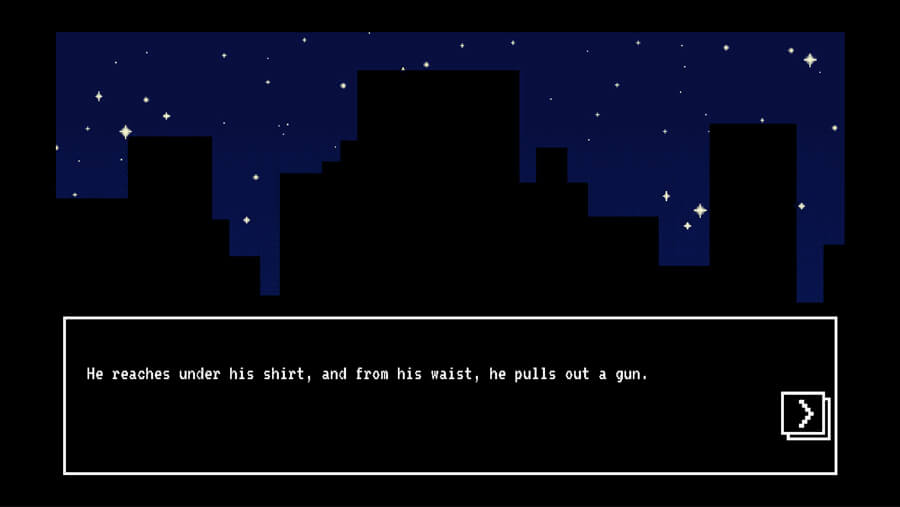 He reaches under his shirt, and from his waist, he pulls out a gun.